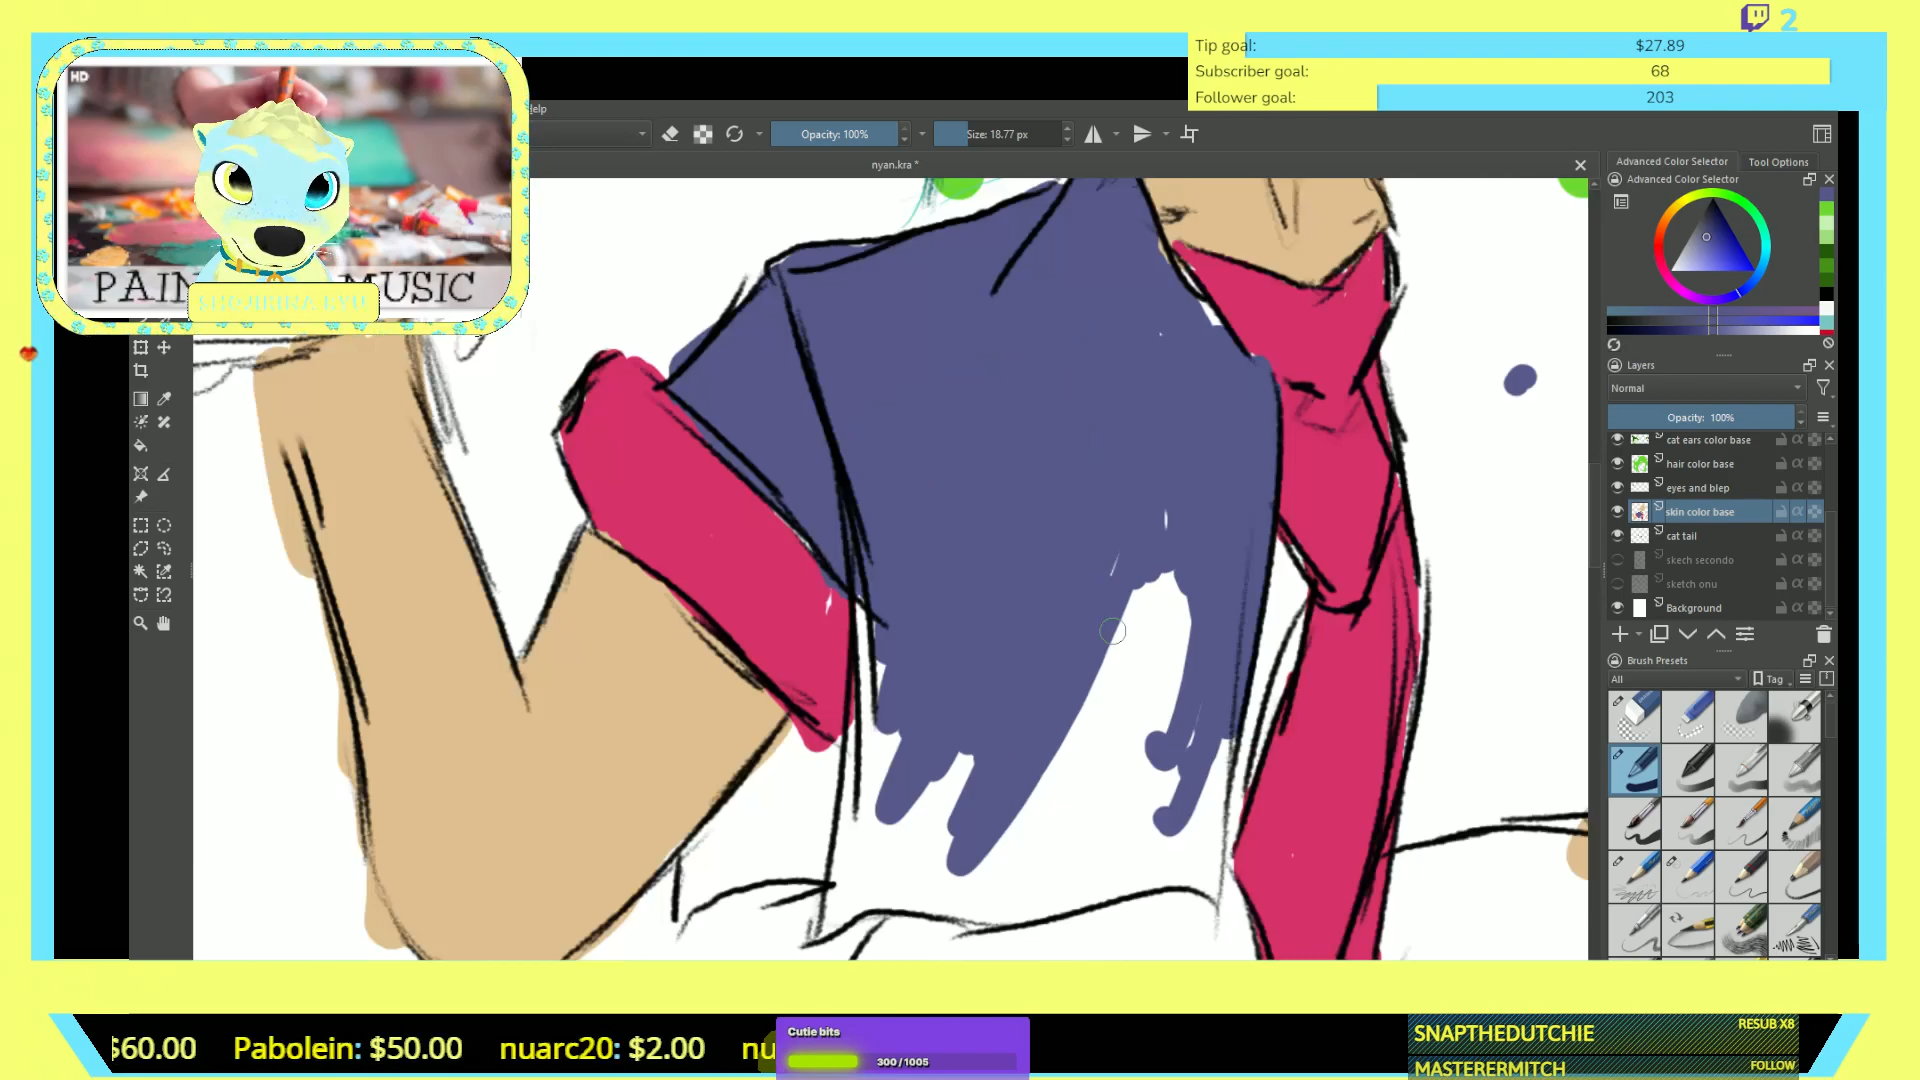 2
Tip goal: $27.89
Subscriber goal: 68
Follower goal: 203
HD
PAIN MUSIC
elp
Opacity: 100%
Size: 18.77 px
nyan.kra *
Advanced Color Selector
Tool Options
Advanced Color Selector
Layers
Normal
Opacity: 100%
cat ears color base
hair color base
eyes and blep
skin color base
cat tail
skech secondo
sketch onu
Background
Brush Presets
All
Tag
$60.00 Pabolein: $50.00 nuarc20: $2.00 nu
Cutie bits
300/1005
SNAPTHEDUTCHIE RESUB X8
MASTERERMITCH FOLLOW